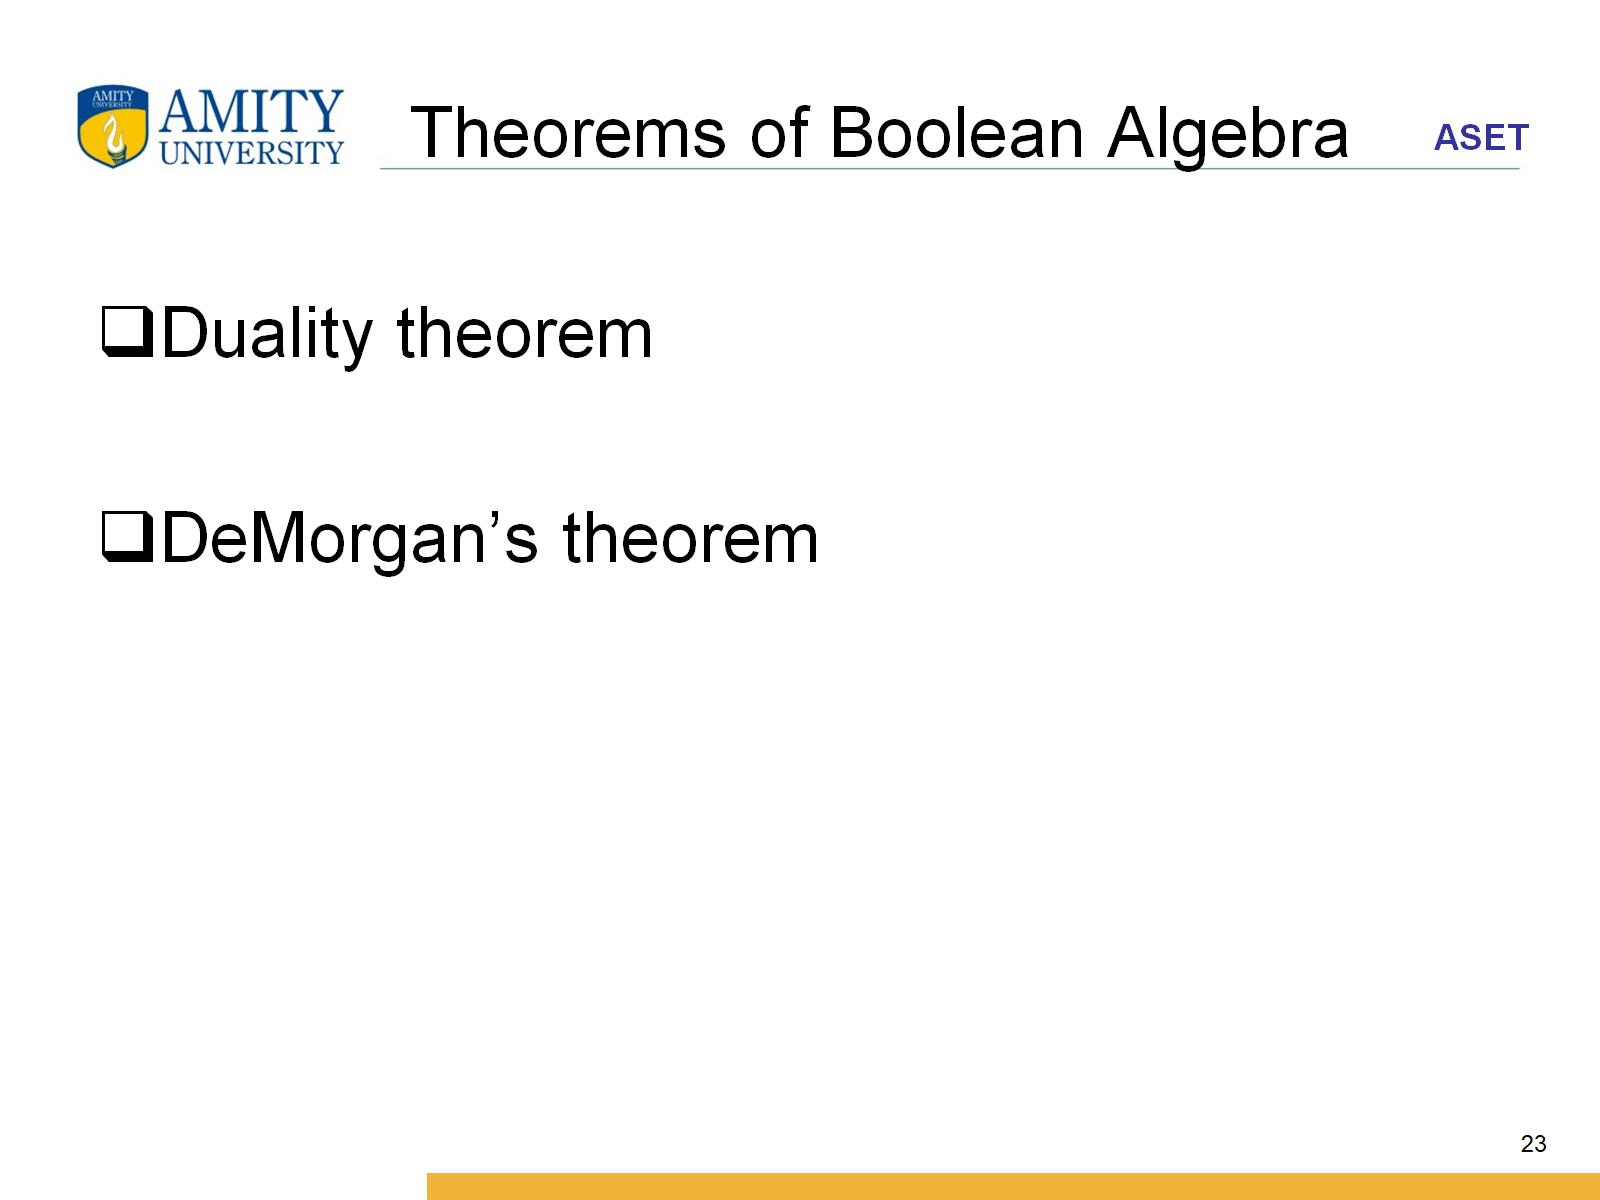 AMITY
UNIVERSITY
AMITY
UNIVERSITY
Theorems of Boolean Algebra
ASET
Duality theorem
DeMorgan’s theorem
23